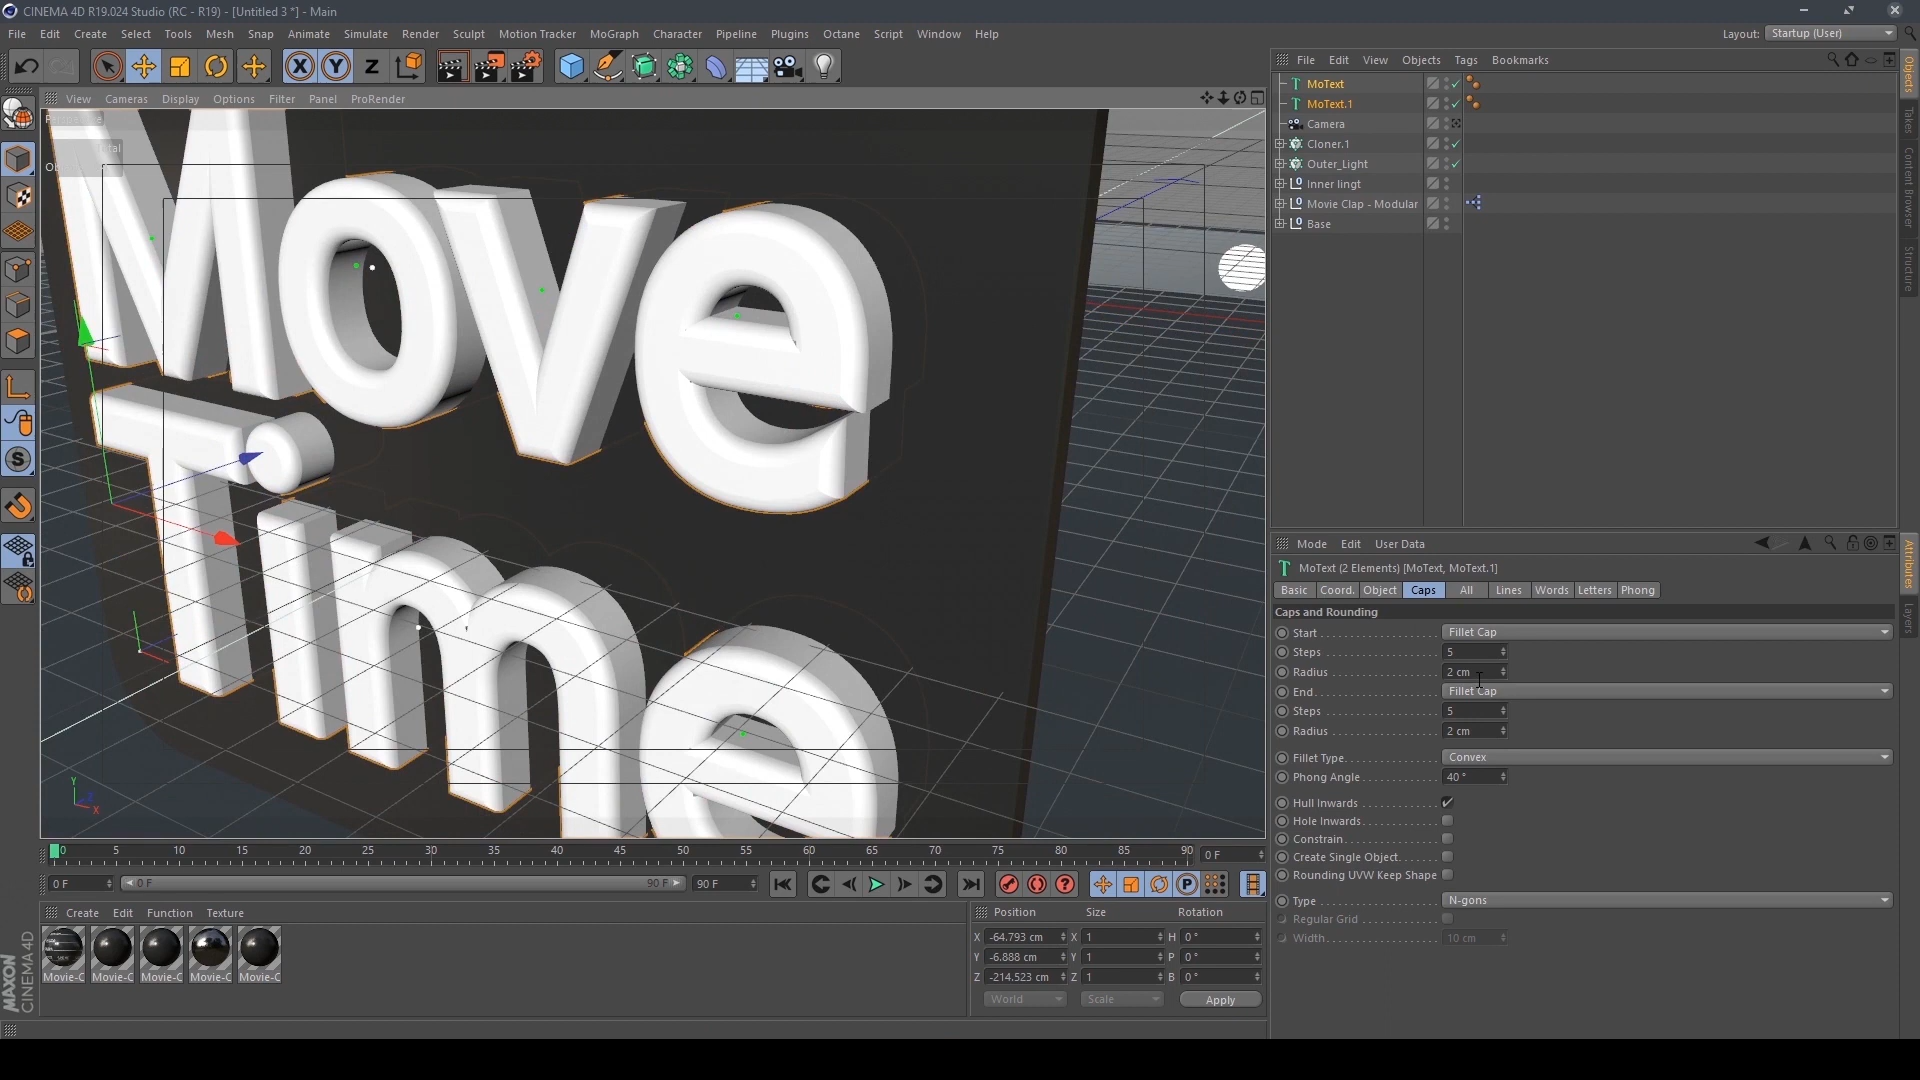 CINEMA 4D R19.024 Studio (RC - R19) - [Untitled 3 *] - Main
File Edit Create Select Tools Mesh Snap Animate Simulate Render Sculpt Motion Tracker MoGraph Character Pipeline Plugins Octane Script Window Help
Layout: Startup (User)
X Y Z
File Edit View Objects Tags Bookmarks
MoText
MoText.1
Camera
Cloner.1
Outer_Light
Inner lingt
Movie Clap - Modular
Base
Objects
Takes
Content Browser
Structure
View Cameras Display Options Filter Panel ProRender
Total
Move
Time
Y
Z
X
Mode Edit User Data
MoText (2 Elements) [MoText, MoText.1]
Basic Coord. Object Caps All Lines Words Letters Phong
Caps and Rounding
Start Fillet Cap
Steps 5
Radius 2 cm
End Fillet Cap
Steps 5
Radius 2 cm
Fillet Type Convex
Phong Angle 40 °
Hull Inwards
Hole Inwards
Constrain
Create Single Object
Rounding UVW Keep Shape
Type N-gons
Regular Grid
Width 10 cm
Attributes
Layers
0 5 10 15 20 25 30 35 40 45 50 55 60 65 70 75 80 85 90 0 F
0 F 0 F 90 F 90 F
Create Edit Function Texture
Movie-C Movie-C Movie-C Movie-C Movie-C
Position Size Rotation
X -64.793 cm X 1 H 0 °
Y -6.888 cm Y 1 P 0 °
Z -214.523 cm Z 1 B 0 °
World Scale Apply
MAXON
CINEMA 4D